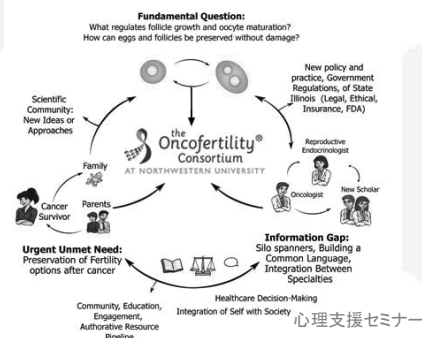 Fundamental Question:
What regulates follicle growth and oocyte maturation?
How can eggs and follicles be preserved without damage?
New policy and
practice, Government
Regulations, of State
Illinois (Legal, Ethical,
Insurance, FDA)
Scientific
Community:
New Ideas or
Approaches
the
Oncofertility®
Consortium
AT NORTHWESTERN UNIVERSITY
Family
Cancer
Survivor
Parents
Reproductive
Endocrinologist
Oncologist
New Scholar
Urgent Unmet Need:
Preservation of Fertility
options after cancer
Information Gap:
Silo spanners, Building a
Common Language,
Integration Between
Specialties
Community, Education,
Engagement,
Authorative Resource
Pipeline
Healthcare Decision-Making
Integration of Self with Society
心理支援セミナー